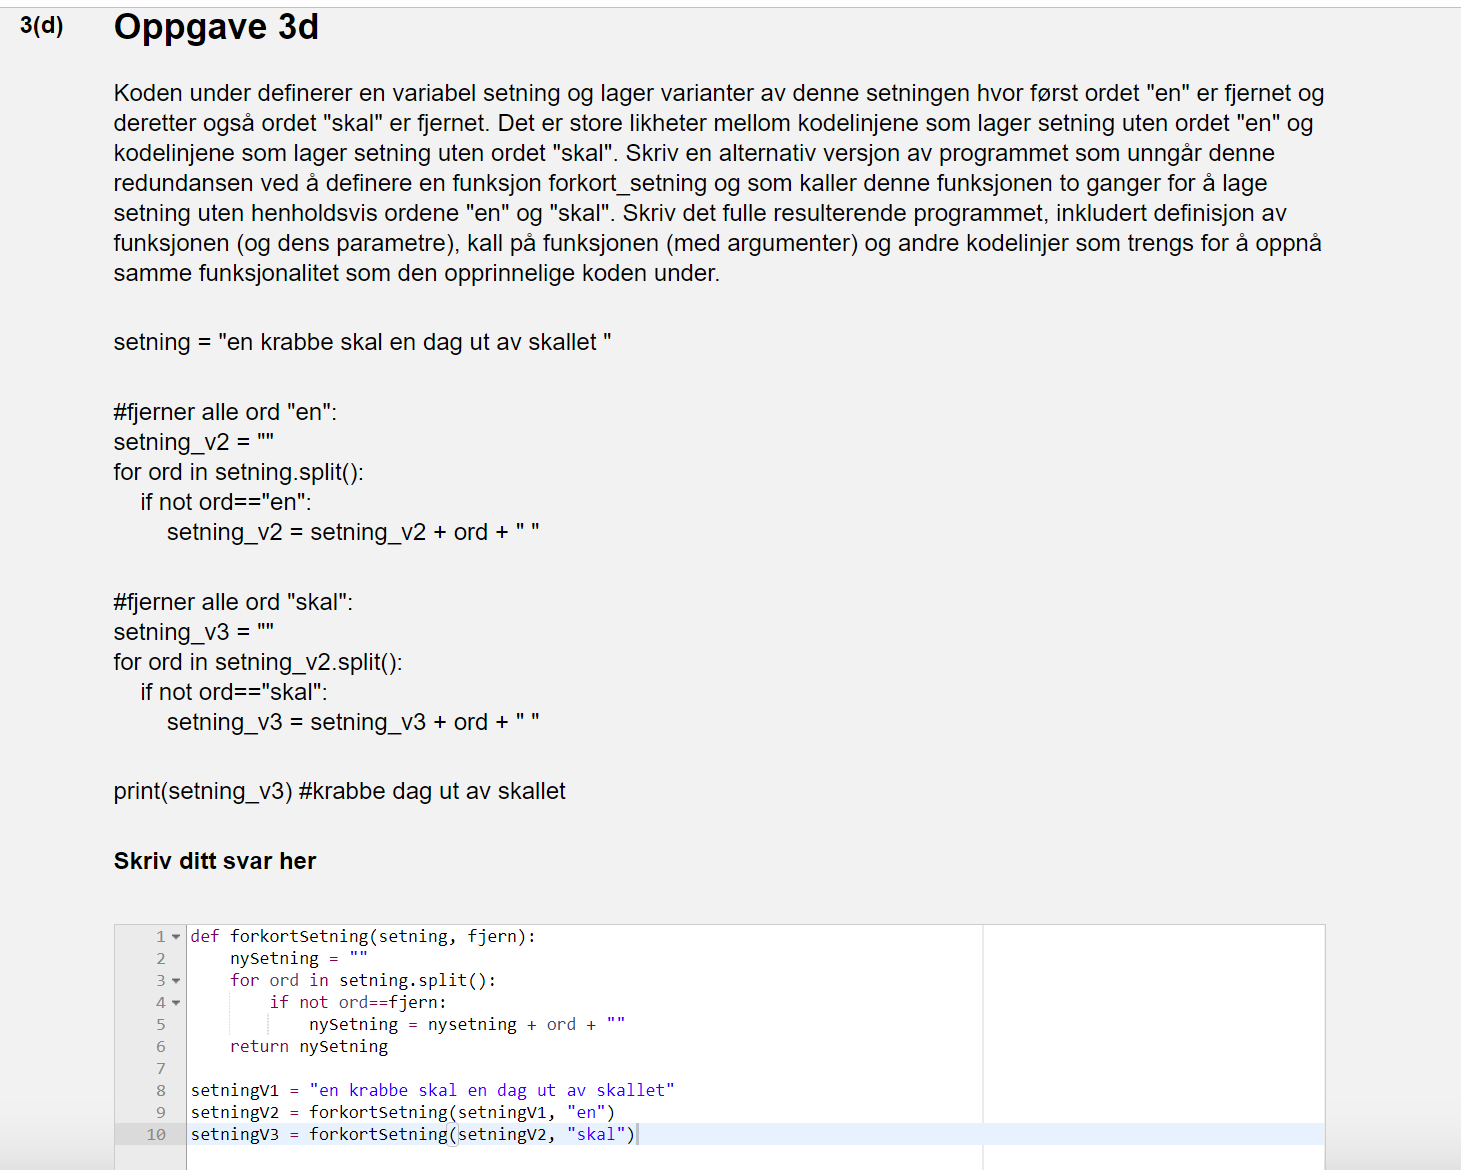 3(d) Oppgave 3d
Koden under definerer en variabel setning og lager varianter av denne setningen hvor først ordet "en" er fjernet og
deretter også ordet "skal" er fjernet. Det er store likheter mellom kodelinjene som lager setning uten ordet "en" og
kodelinjene som lager setning uten ordet "skal". Skriv en alternativ versjon av programmet som unngår denne
redundansen ved å definere en funksjon forkort_setning og som kaller denne funksjonen to ganger for å lage
setning uten henholdsvis ordene "en" og "skal". Skriv det fulle resulterende programmet, inkludert definisjon av
funksjonen (og dens parametre), kall på funksjonen (med argumenter) og andre kodelinjer som trengs for å oppnå
samme funksjonalitet som den opprinnelige koden under.
setning = "en krabbe skal en dag ut av skallet "
#fjerner alle ord "en":
setning_v2 = ""
for ord in setning.split():
    if not ord=="en":
        setning_v2 = setning_v2 + ord + " "
#fjerner alle ord "skal":
setning_v3 = ""
for ord in setning_v2.split():
    if not ord=="skal":
        setning_v3 = setning_v3 + ord + " "
print(setning_v3) #krabbe dag ut av skallet
Skriv ditt svar her
1 def forkortSetning(setning, fjern):
2     nySetning = ""
3     for ord in setning.split():
4         if not ord==fjern:
5             nySetning = nysetning + ord + ""
6     return nySetning
7
8 setningV1 = "en krabbe skal en dag ut av skallet"
9 setningV2 = forkortSetning(setningV1, "en")
10 setningV3 = forkortSetning(setningV2, "skal")